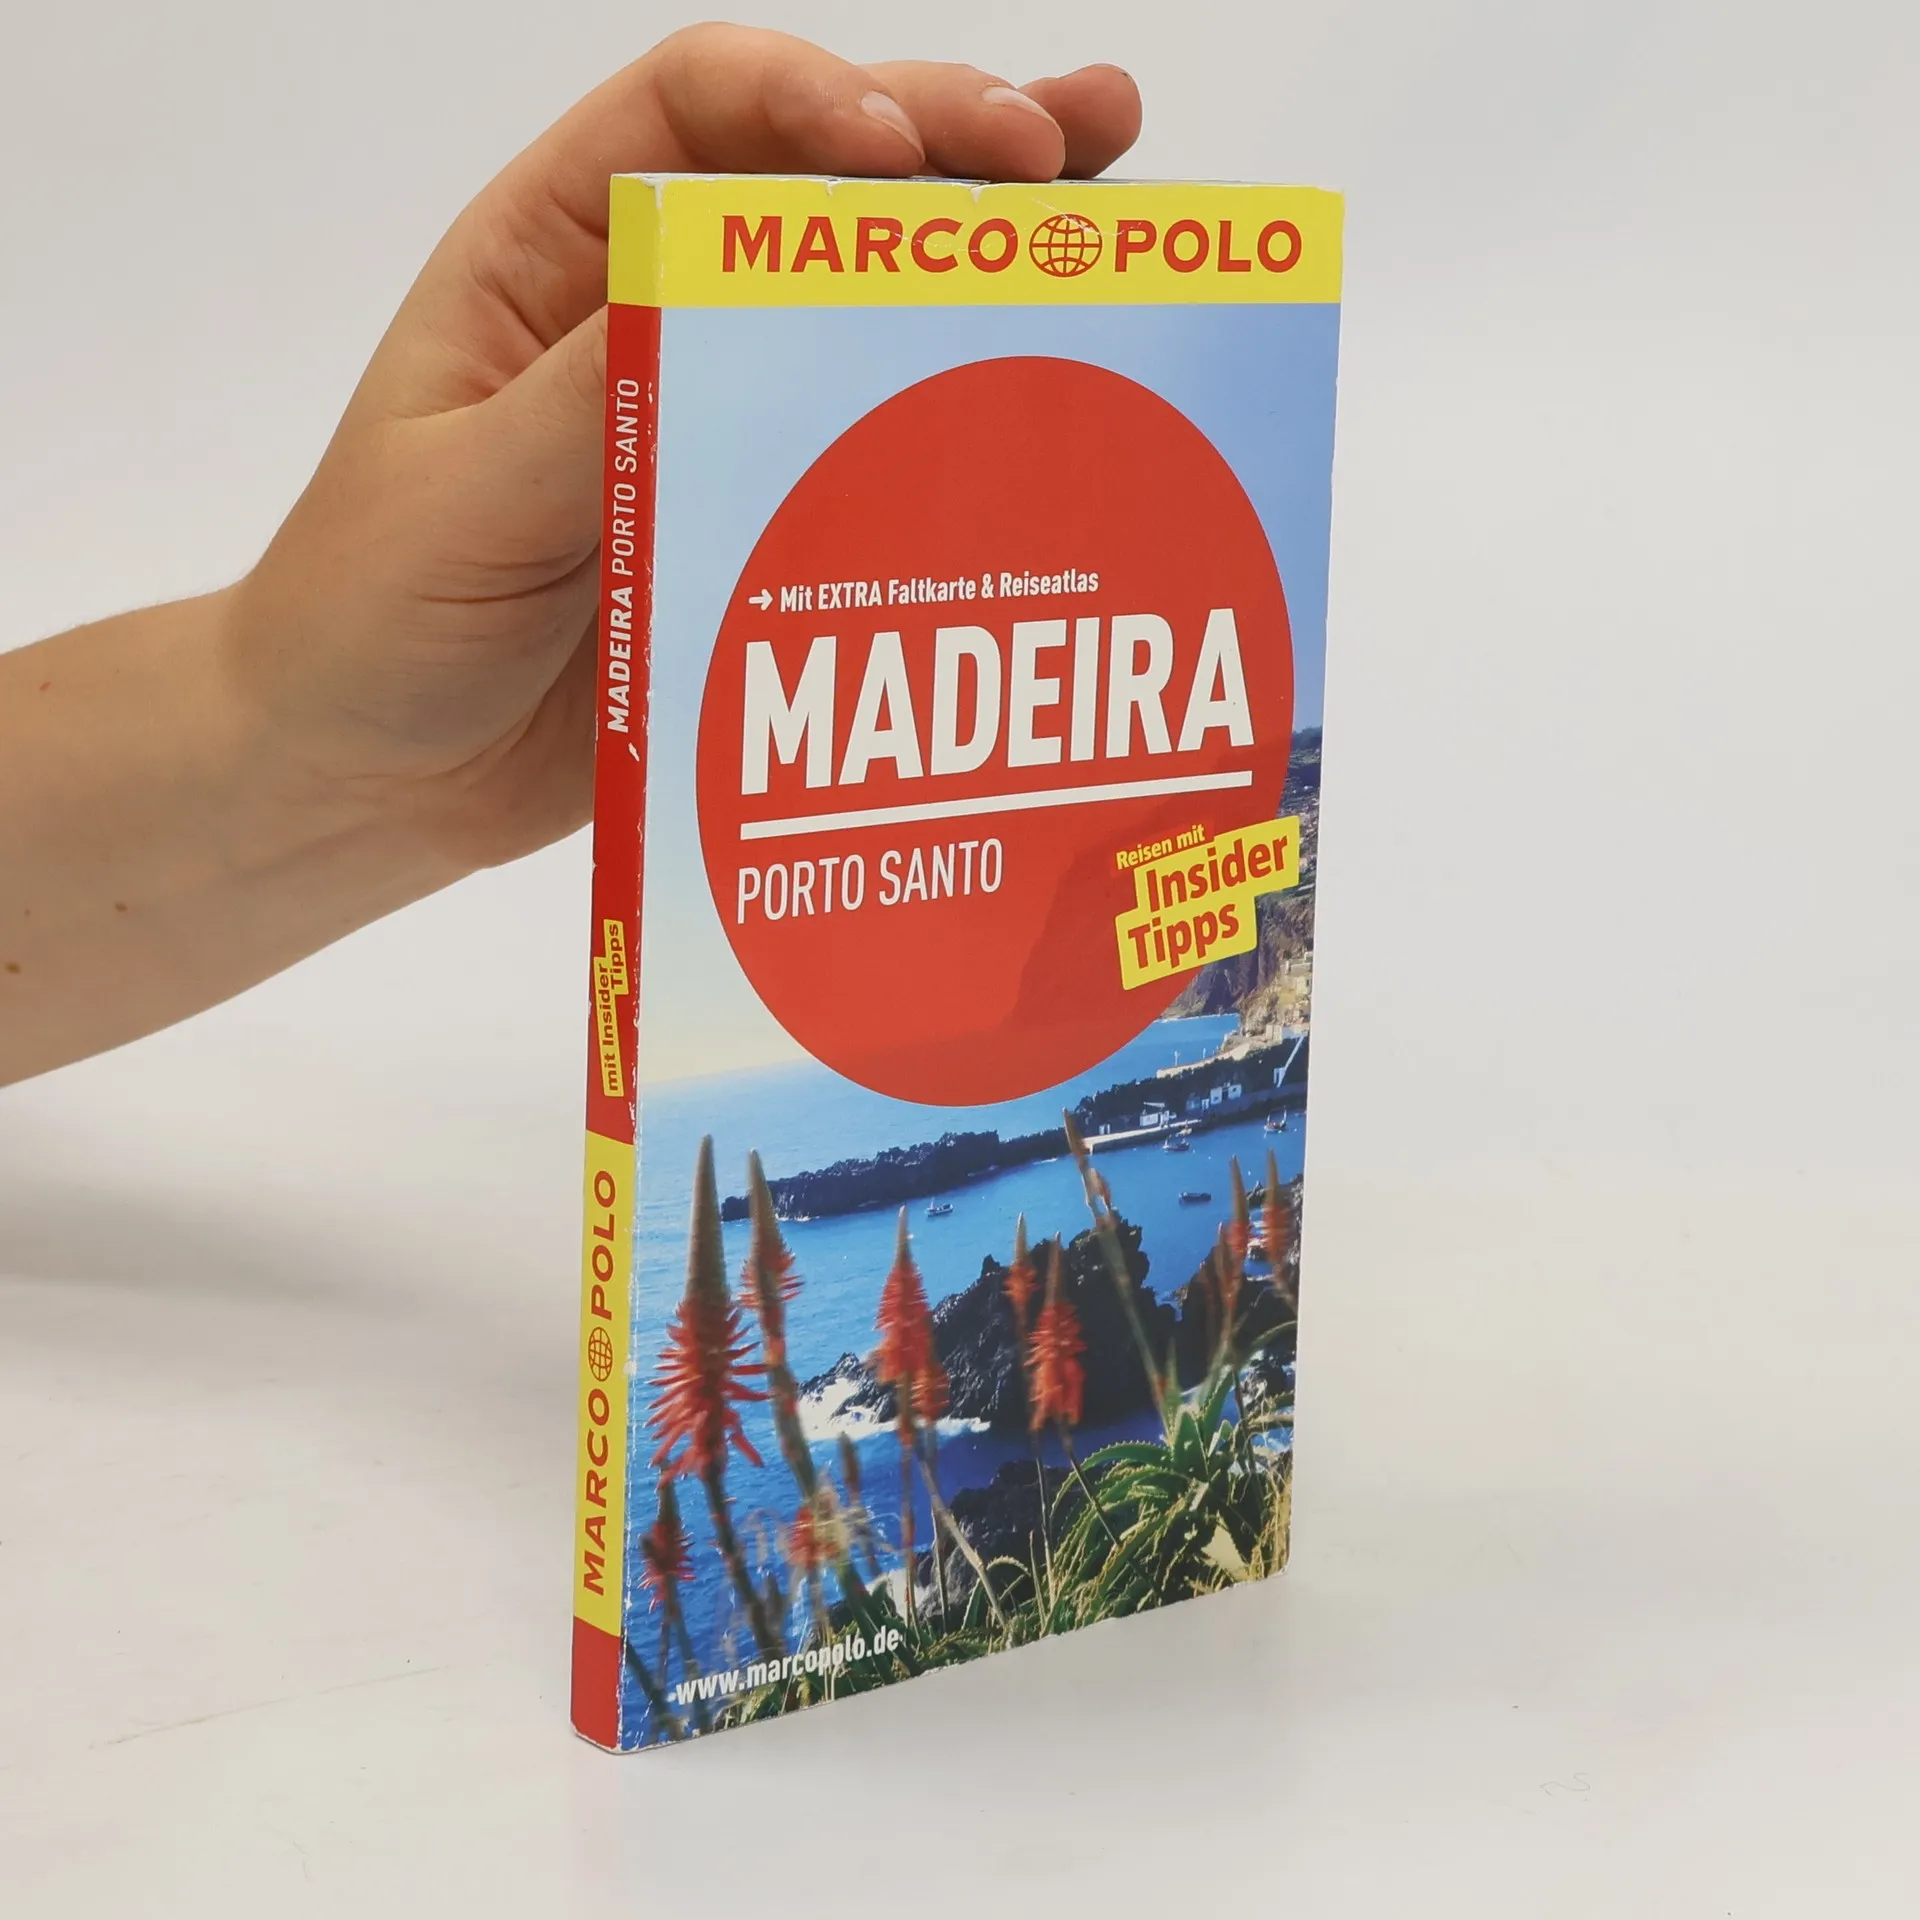 MARCO POLO
→ Mit EXTRA Faltkarte & Reiseatlas
MADEIRA
PORTO SANTO
Reisen mit
Insider
Tipps
www.marcopolo.de
MADEIRA PORTO SANTO
mit Insider
Tipps
MARCO POLO